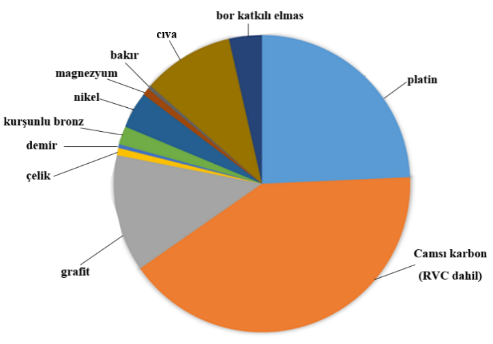 bor katkılı elmas
cıva
bakır
magnezyum
nikel
kurşunlu bronz
demir
çelik
grafit
platin
Camsı karbon
(RVC dahil)